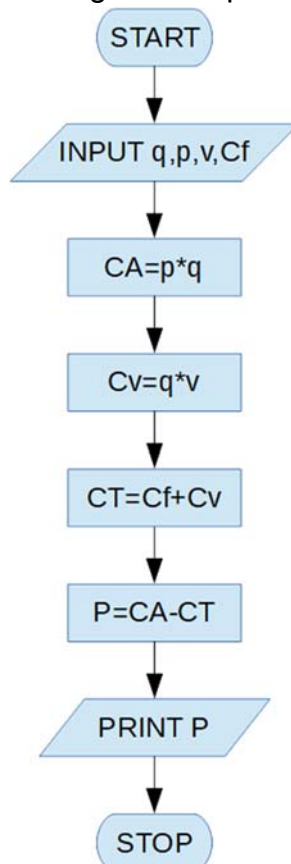 START
INPUT q,p,v,Cf
CA=p*q
Cv=q*v
CT=Cf+Cv
P=CA-CT
PRINT P
STOP